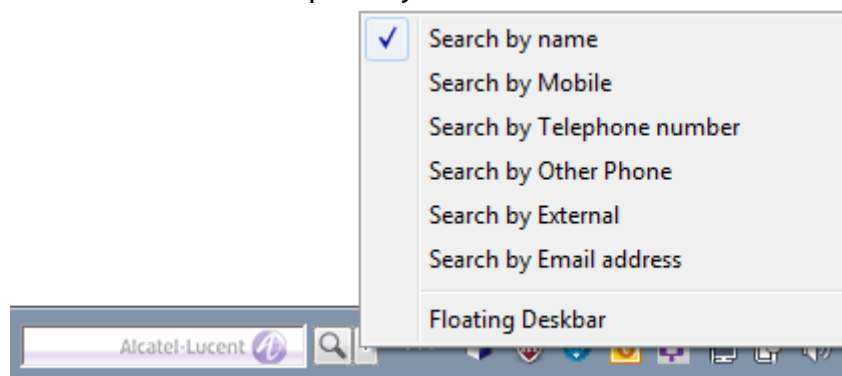 Search by name
Search by Mobile
Search by Telephone number
Search by Other Phone
Search by External
Search by Email address
Floating Deskbar
Alcatel·Lucent